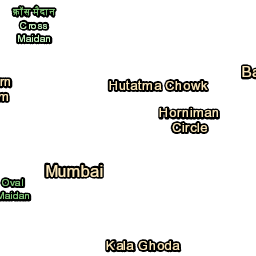 क्रॉस मैदान
Cross
Maidan
Hutatma Chowk
Horniman
Circle
Mumbai
Oval
Maidan
Kala Ghoda